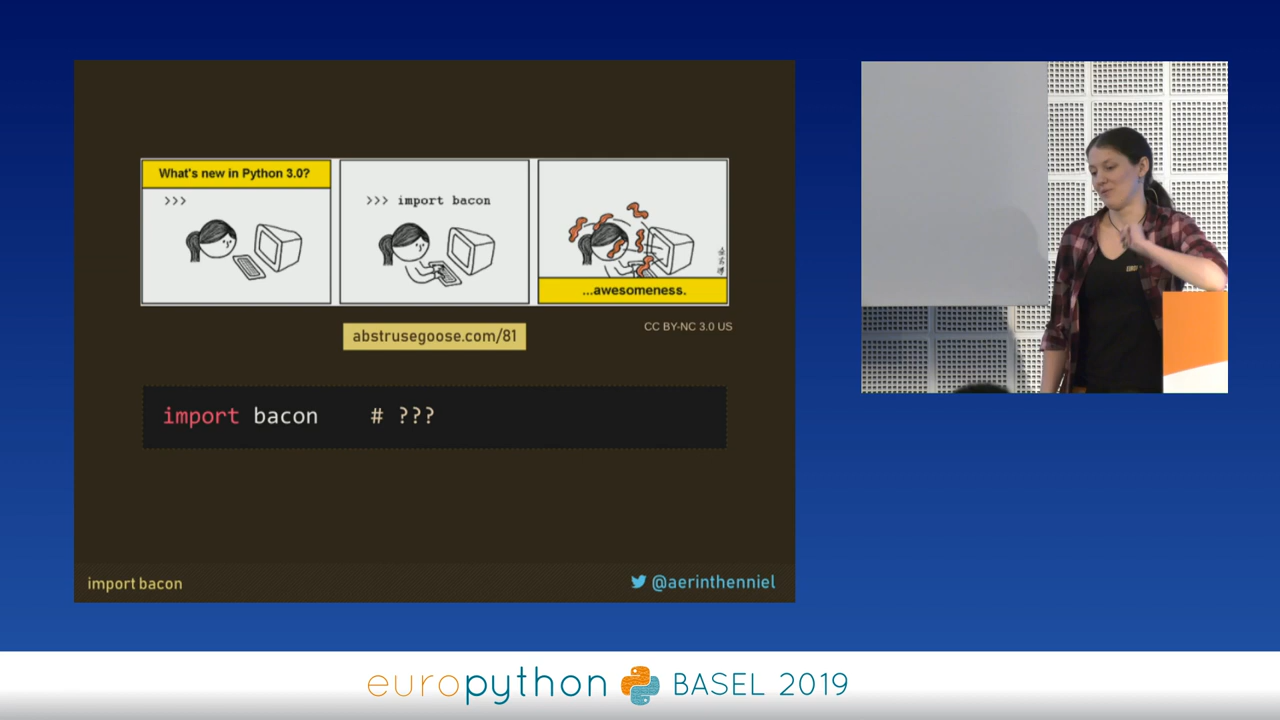 What's new in Python 3.0?
>>>
>>> import bacon
...awesomeness.
abstrusegoose.com/81
CC BY-NC 3.0 US
import bacon # ???
import bacon
@aerinthenniel
europython BASEL 2019